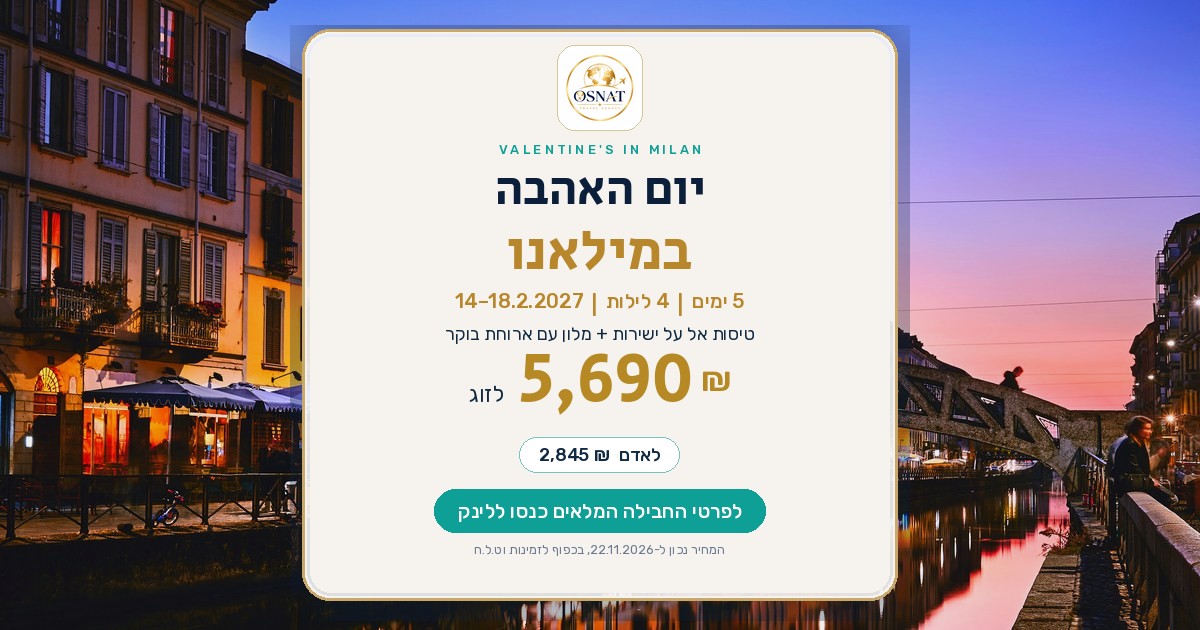 OSNAT
VALENTINE'S IN MILAN
יום האהבה
במילאנו
5 ימים | 4 לילות | 14–18.2.2027
טיסות אל על ישירות + מלון עם ארוחת בוקר
₪ 5,690 לזוג
לאדם ₪ 2,845
לפרטי החבילה המלאים כנסו ללינק
המחיר נכון ל-22.11.2026, בכפוף לזמינות וט.ל.ח